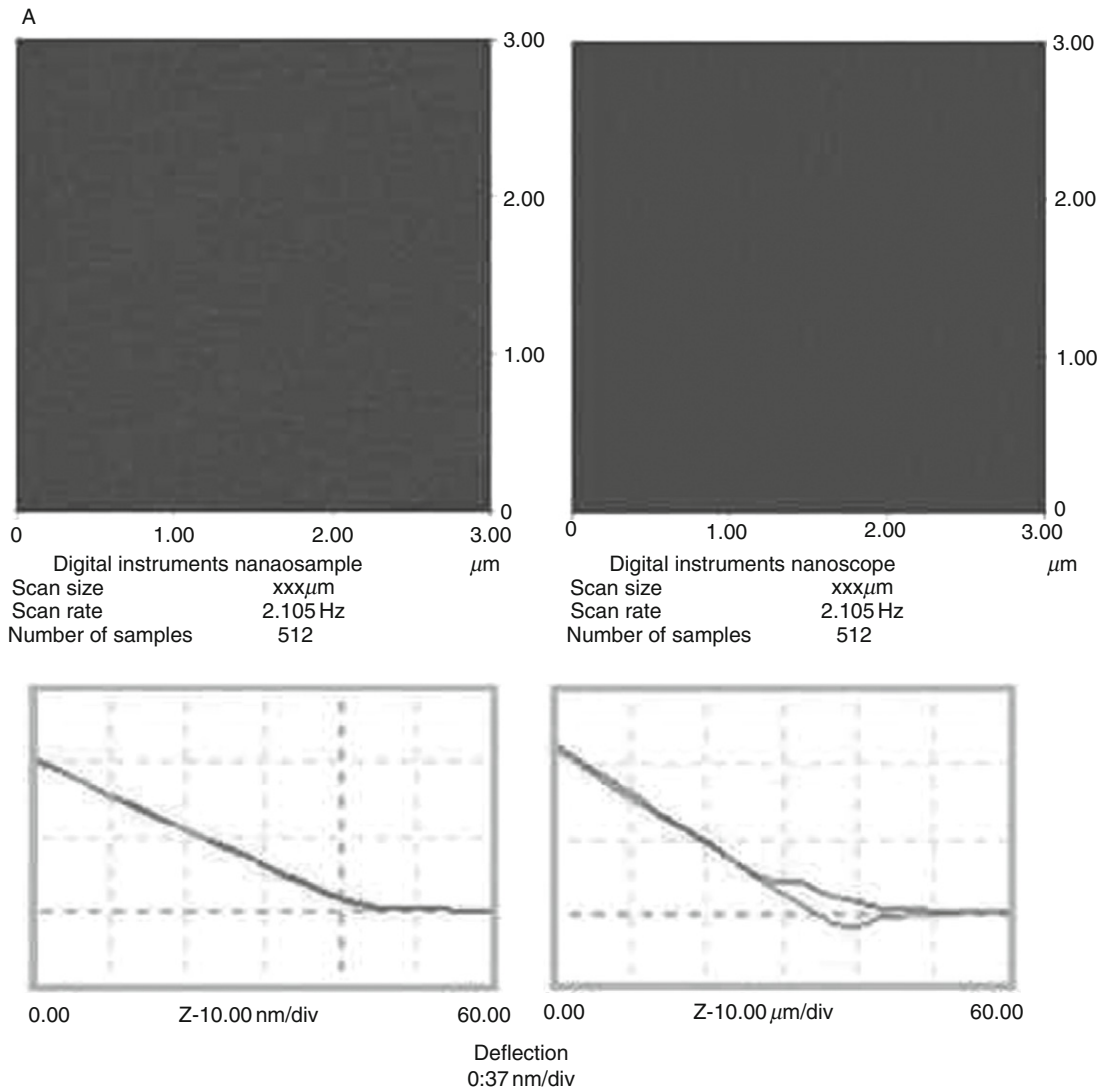 A
3.00
2.00
1.00
0
0 1.00 2.00 3.00
Digital instruments nanaosample μm
Scan size xxxμm
Scan rate 2.105 Hz
Number of samples 512
3.00
2.00
1.00
0
0 1.00 2.00 3.00
Digital instruments nanoscope μm
Scan size xxxμm
Scan rate 2.105 Hz
Number of samples 512
0.00 Z-10.00 nm/div 60.00
0.00 Z-10.00 μm/div 60.00
Deflection
0:37 nm/div